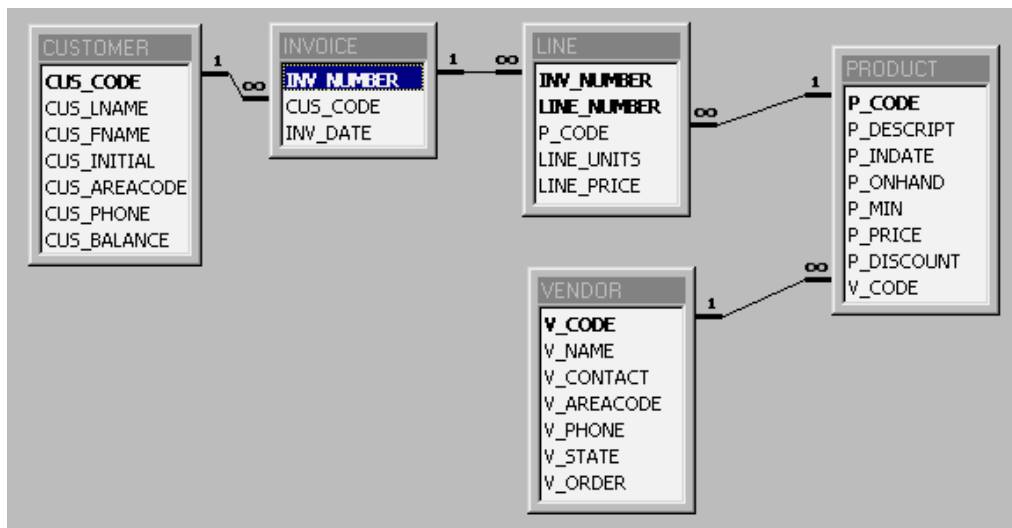 CUSTOMER
CUS_CODE
CUS_LNAME
CUS_FNAME
CUS_INITIAL
CUS_AREACODE
CUS_PHONE
CUS_BALANCE
1
∞
INVOICE
INV_NUMBER
CUS_CODE
INV_DATE
1
∞
LINE
INV_NUMBER
LINE_NUMBER
P_CODE
LINE_UNITS
LINE_PRICE
∞
1
PRODUCT
P_CODE
P_DESCRIPT
P_INDATE
P_ONHAND
P_MIN
P_PRICE
P_DISCOUNT
V_CODE
∞
1
VENDOR
V_CODE
V_NAME
V_CONTACT
V_AREACODE
V_PHONE
V_STATE
V_ORDER